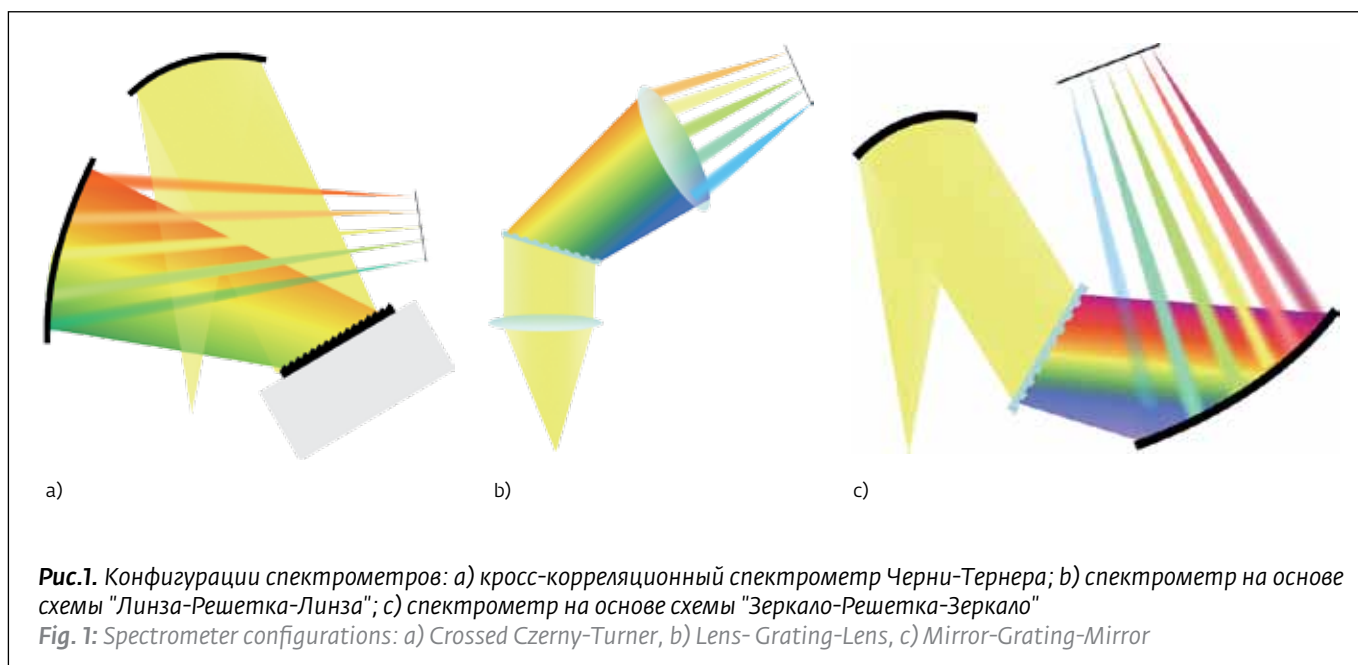 a)
b)
c)
Рис.1. Конфигурации спектрометров: а) кросс-корреляционный спектрометр Черни-Тернера; b) спектрометр на основе
схемы "Линза-Решетка-Линза"; c) спектрометр на основе схемы "Зеркало-Решетка-Зеркало"
Fig. 1: Spectrometer configurations: a) Crossed Czerny-Turner, b) Lens- Grating-Lens, c) Mirror-Grating-Mirror